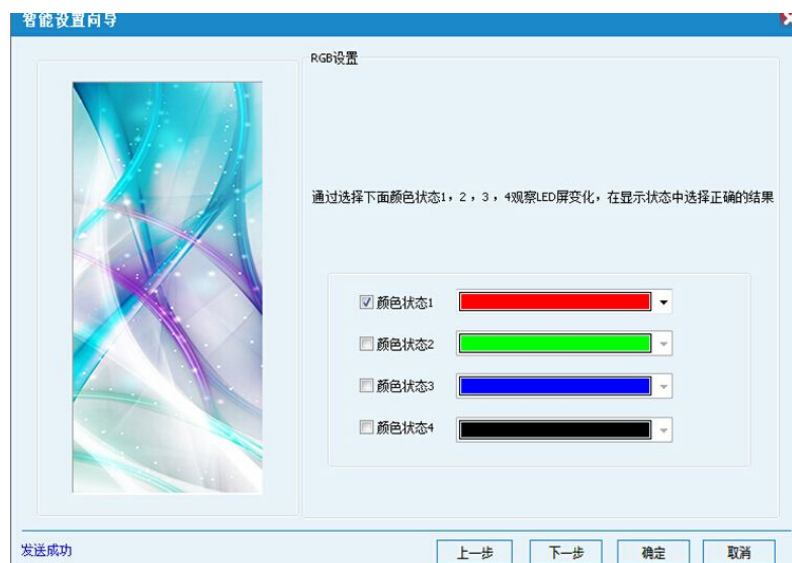 智能设置向导
RGB设置
通过选择下面颜色状态1，2，3，4观察LED屏变化，在显示状态中选择正确的结果
颜色状态1
颜色状态2
颜色状态3
颜色状态4
发送成功
上一步 下一步 确定 取消